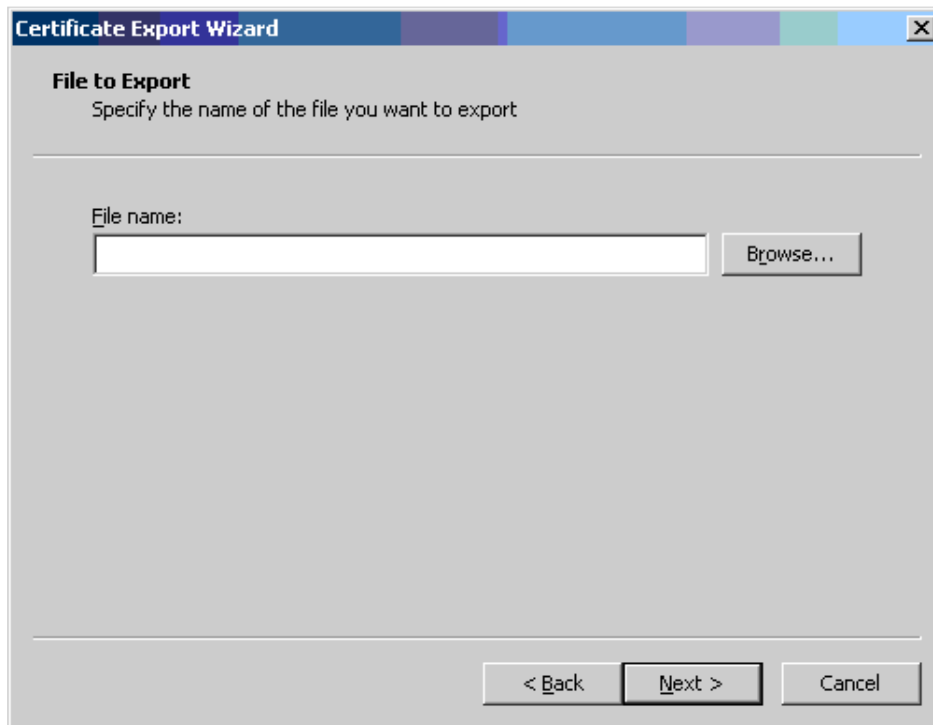 Certificate Export Wizard
File to Export
Specify the name of the file you want to export
File name:
Browse...
< Back
Next >
Cancel